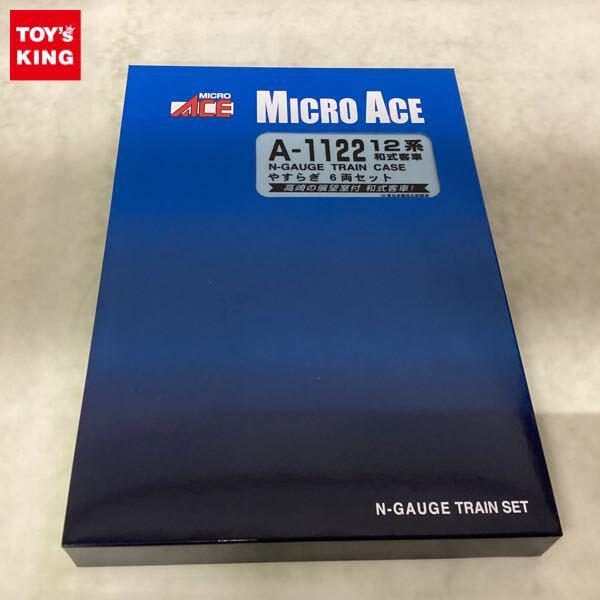 TOY'S
KING
MICRO
ACE
MICRO ACE
A-1122 12系
和式客車
N-GAUGE TRAIN CASE
やすらぎ 6両セット
高崎の展望室付 和式客車!
N-GAUGE TRAIN SET